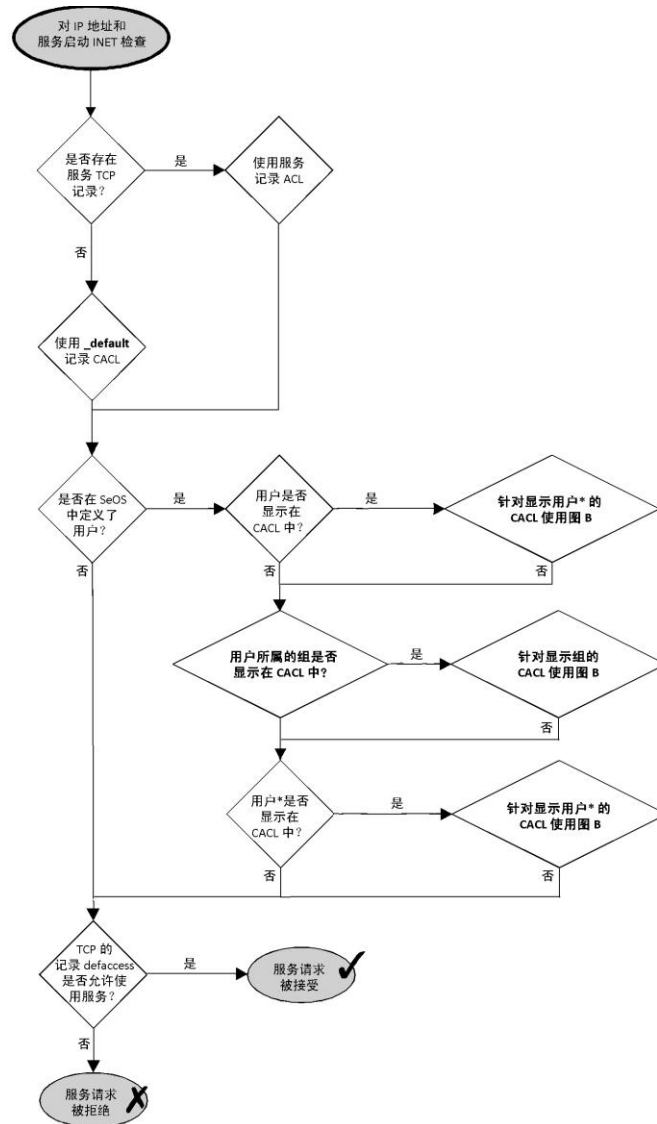 对 IP 地址和
服务启动 INET 检查
是否存在
服务 TCP
记录?
是
使用服务
记录 ACL
否
使用 _default
记录 CACL
是否在 SeOS
中定义了
用户?
是
用户是否
显示在
CACL 中?
是
针对显示用户* 的
CACL 使用图 B
否
否
否
用户所属的组是否
显示在 CACL 中?
是
针对显示组的
CACL 使用图 B
否
用户*是否
显示在
CACL 中?
是
针对显示用户* 的
CACL 使用图 B
否
否
TCP 的
记录 defaccess
是否允许使
用服务?
是
服务请求
被接受
否
服务请求
被拒绝